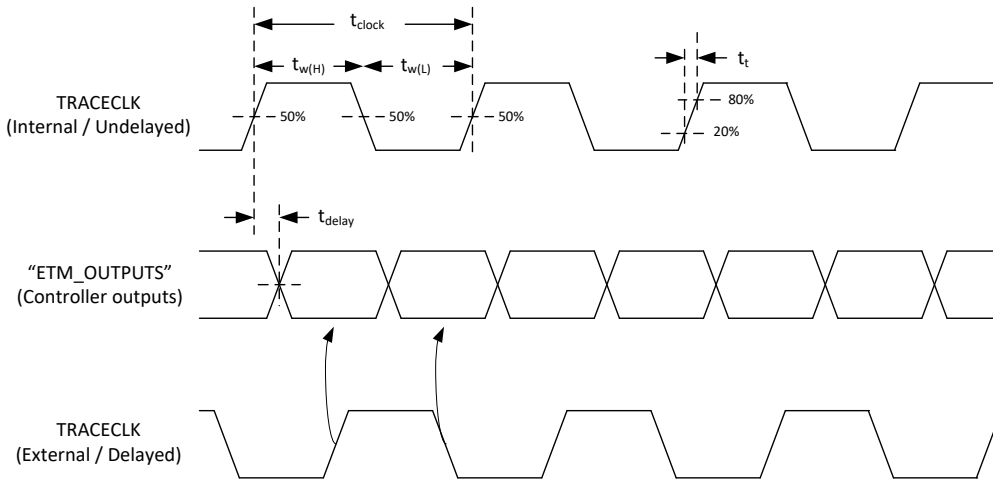 tclock
tw(H)
tw(L)
tt
TRACECLK
(Internal / Undelayed)
50%
50%
50%
80%
20%
tdelay
“ETM_OUTPUTS”
(Controller outputs)
TRACECLK
(External / Delayed)